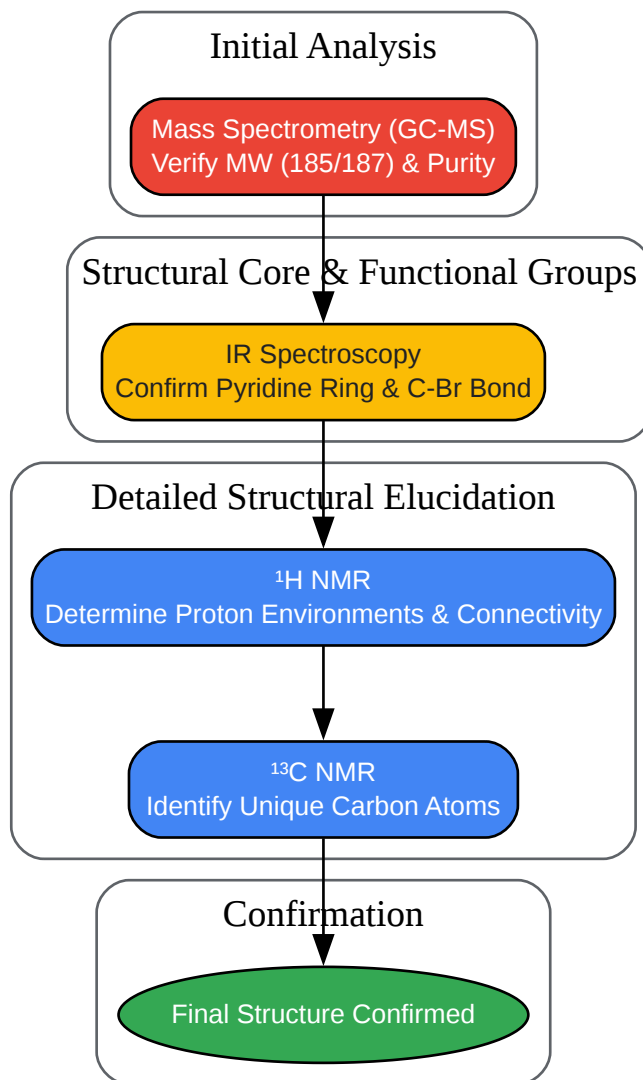 Initial Analysis
Mass Spectrometry (GC-MS)
Verify MW (185/187) & Purity
Structural Core & Functional Groups
IR Spectroscopy
Confirm Pyridine Ring & C-Br Bond
Detailed Structural Elucidation
¹H NMR
Determine Proton Environments & Connectivity
¹³C NMR
Identify Unique Carbon Atoms
Confirmation
Final Structure Confirmed